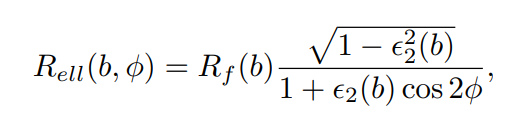 R_{ell}(b, \phi) = R_f(b) \frac{\sqrt{1 - \epsilon_2^2(b)}}{1 + \epsilon_2(b) \cos 2\phi},